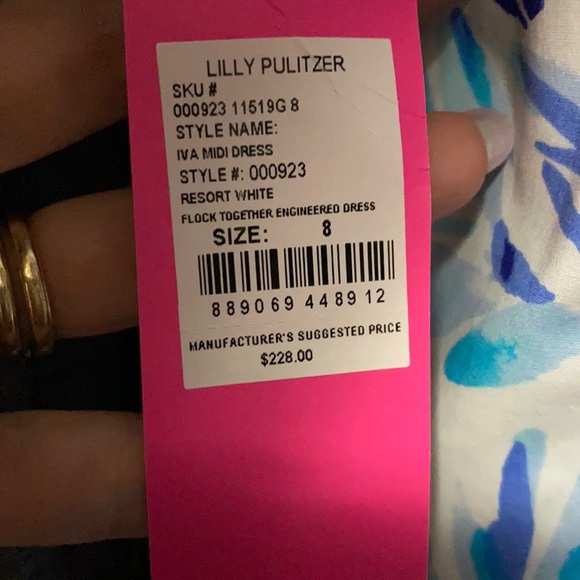 LILLY PULITZER
SKU #
000923 11519G 8
STYLE NAME:
IVA MIDI DRESS
STYLE #: 000923
RESORT WHITE
FLOCK TOGETHER ENGINEERED DRESS
SIZE: 8
889069 448912
MANUFACTURER'S SUGGESTED PRICE
$228.00